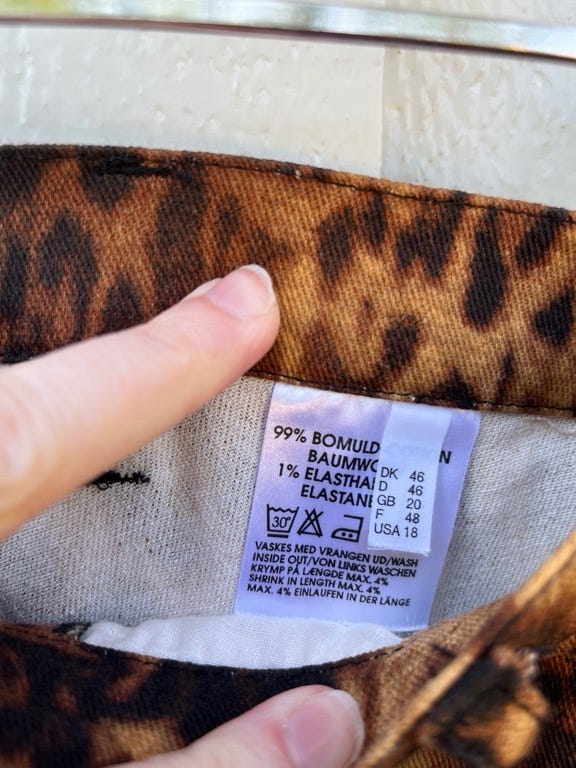 99% BOMULD
BAUMWO
1% ELASTHA
ELASTAN
DK 46
D 46
GB 20
F 48
USA 18
30°
VASKES MED VRANGEN UD/WASH
INSIDE OUT/VON LINKS WASCHEN
KRYMP PÅ LÆNGDE MAX. 4%
SHRINK IN LENGTH MAX. 4%
MAX. 4% EINLAUFEN IN DER LÄNGE